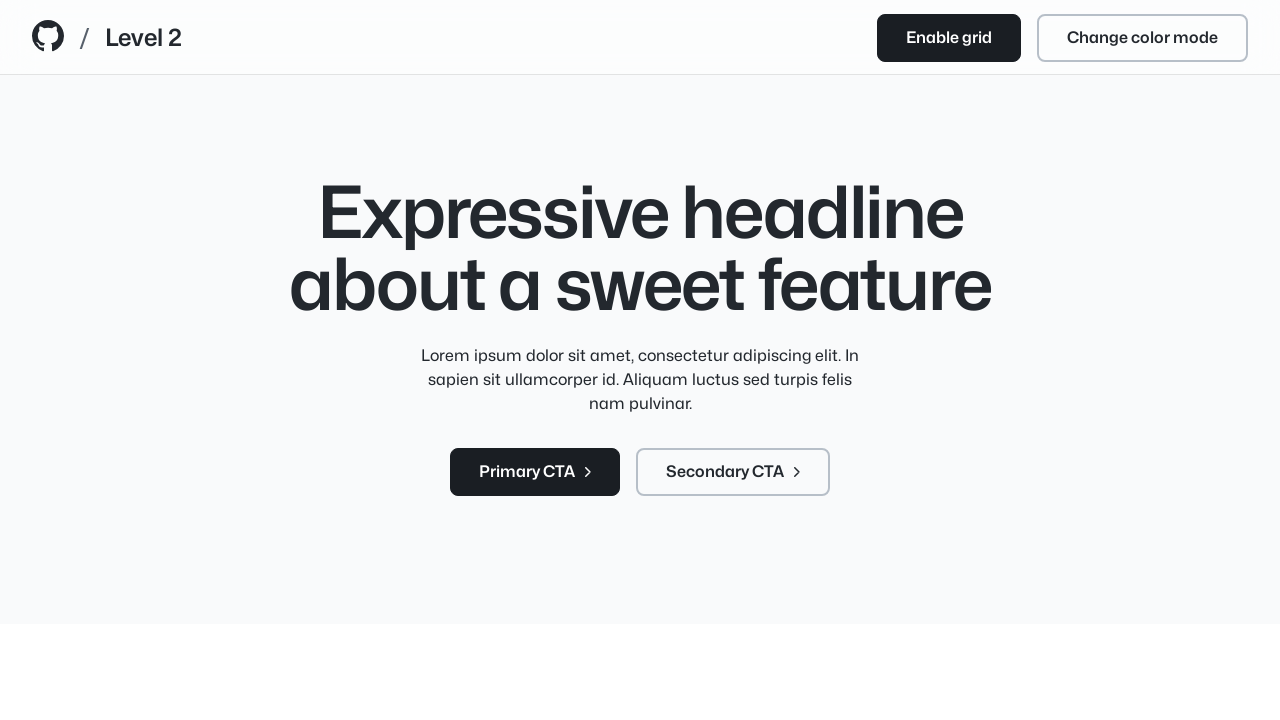 / Level 2
Enable grid
Change color mode
Expressive headline
about a sweet feature
Lorem ipsum dolor sit amet, consectetur adipiscing elit. In
sapien sit ullamcorper id. Aliquam luctus sed turpis felis
nam pulvinar.
Primary CTA
Secondary CTA